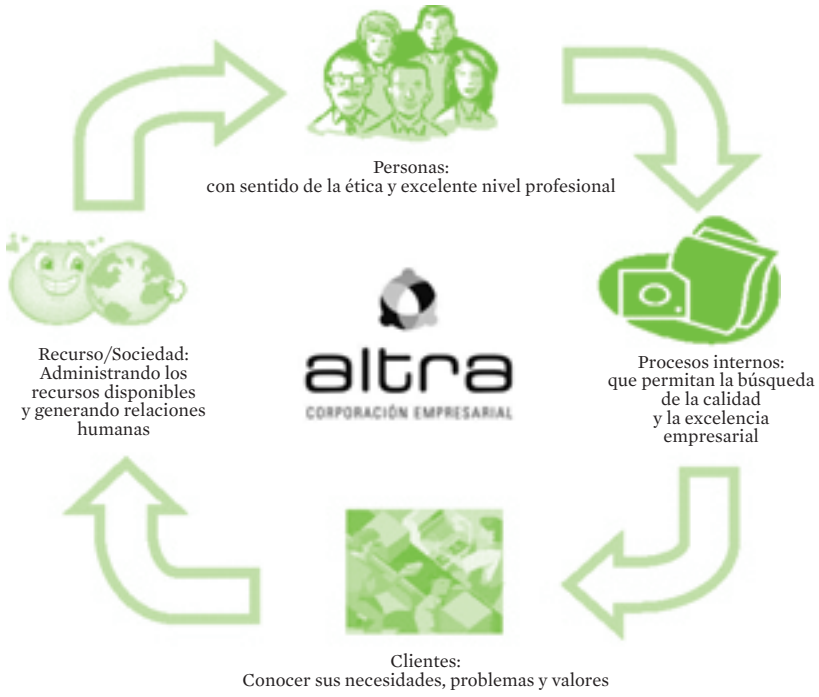 Personas:
con sentido de la ética y excelente nivel profesional
Recurso/Sociedad:
Administrando los
recursos disponibles
y generando relaciones
humanas
altra
CORPORACIÓN EMPRESARIAL
Procesos internos:
que permitan la búsqueda
de la calidad
y la excelencia
empresarial
Clientes:
Conocer sus necesidades, problemas y valores